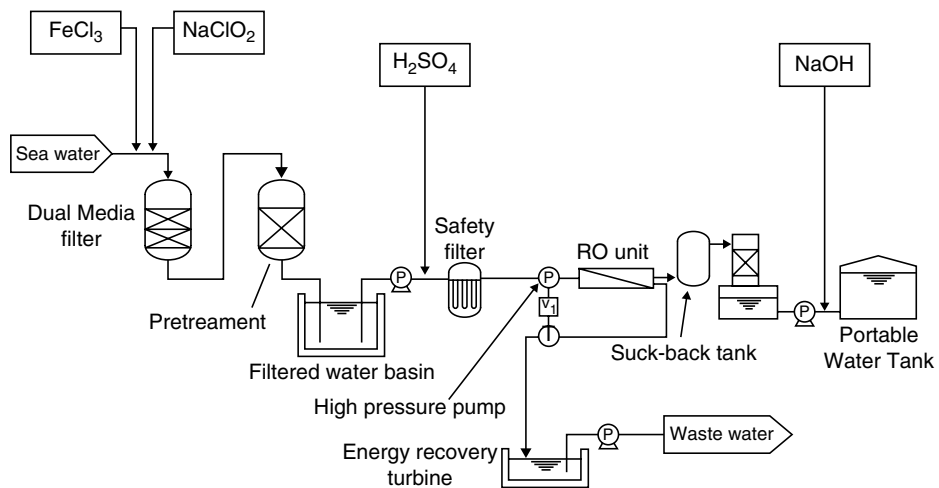 FeCl3
NaClO2
H2SO4
NaOH
Sea water
Dual Media
filter
Pretreament
Filtered water basin
P
Safety
filter
High pressure pump
P
V1
RO unit
Suck-back tank
P
Portable
Water Tank
Energy recovery
turbine
P
Waste water